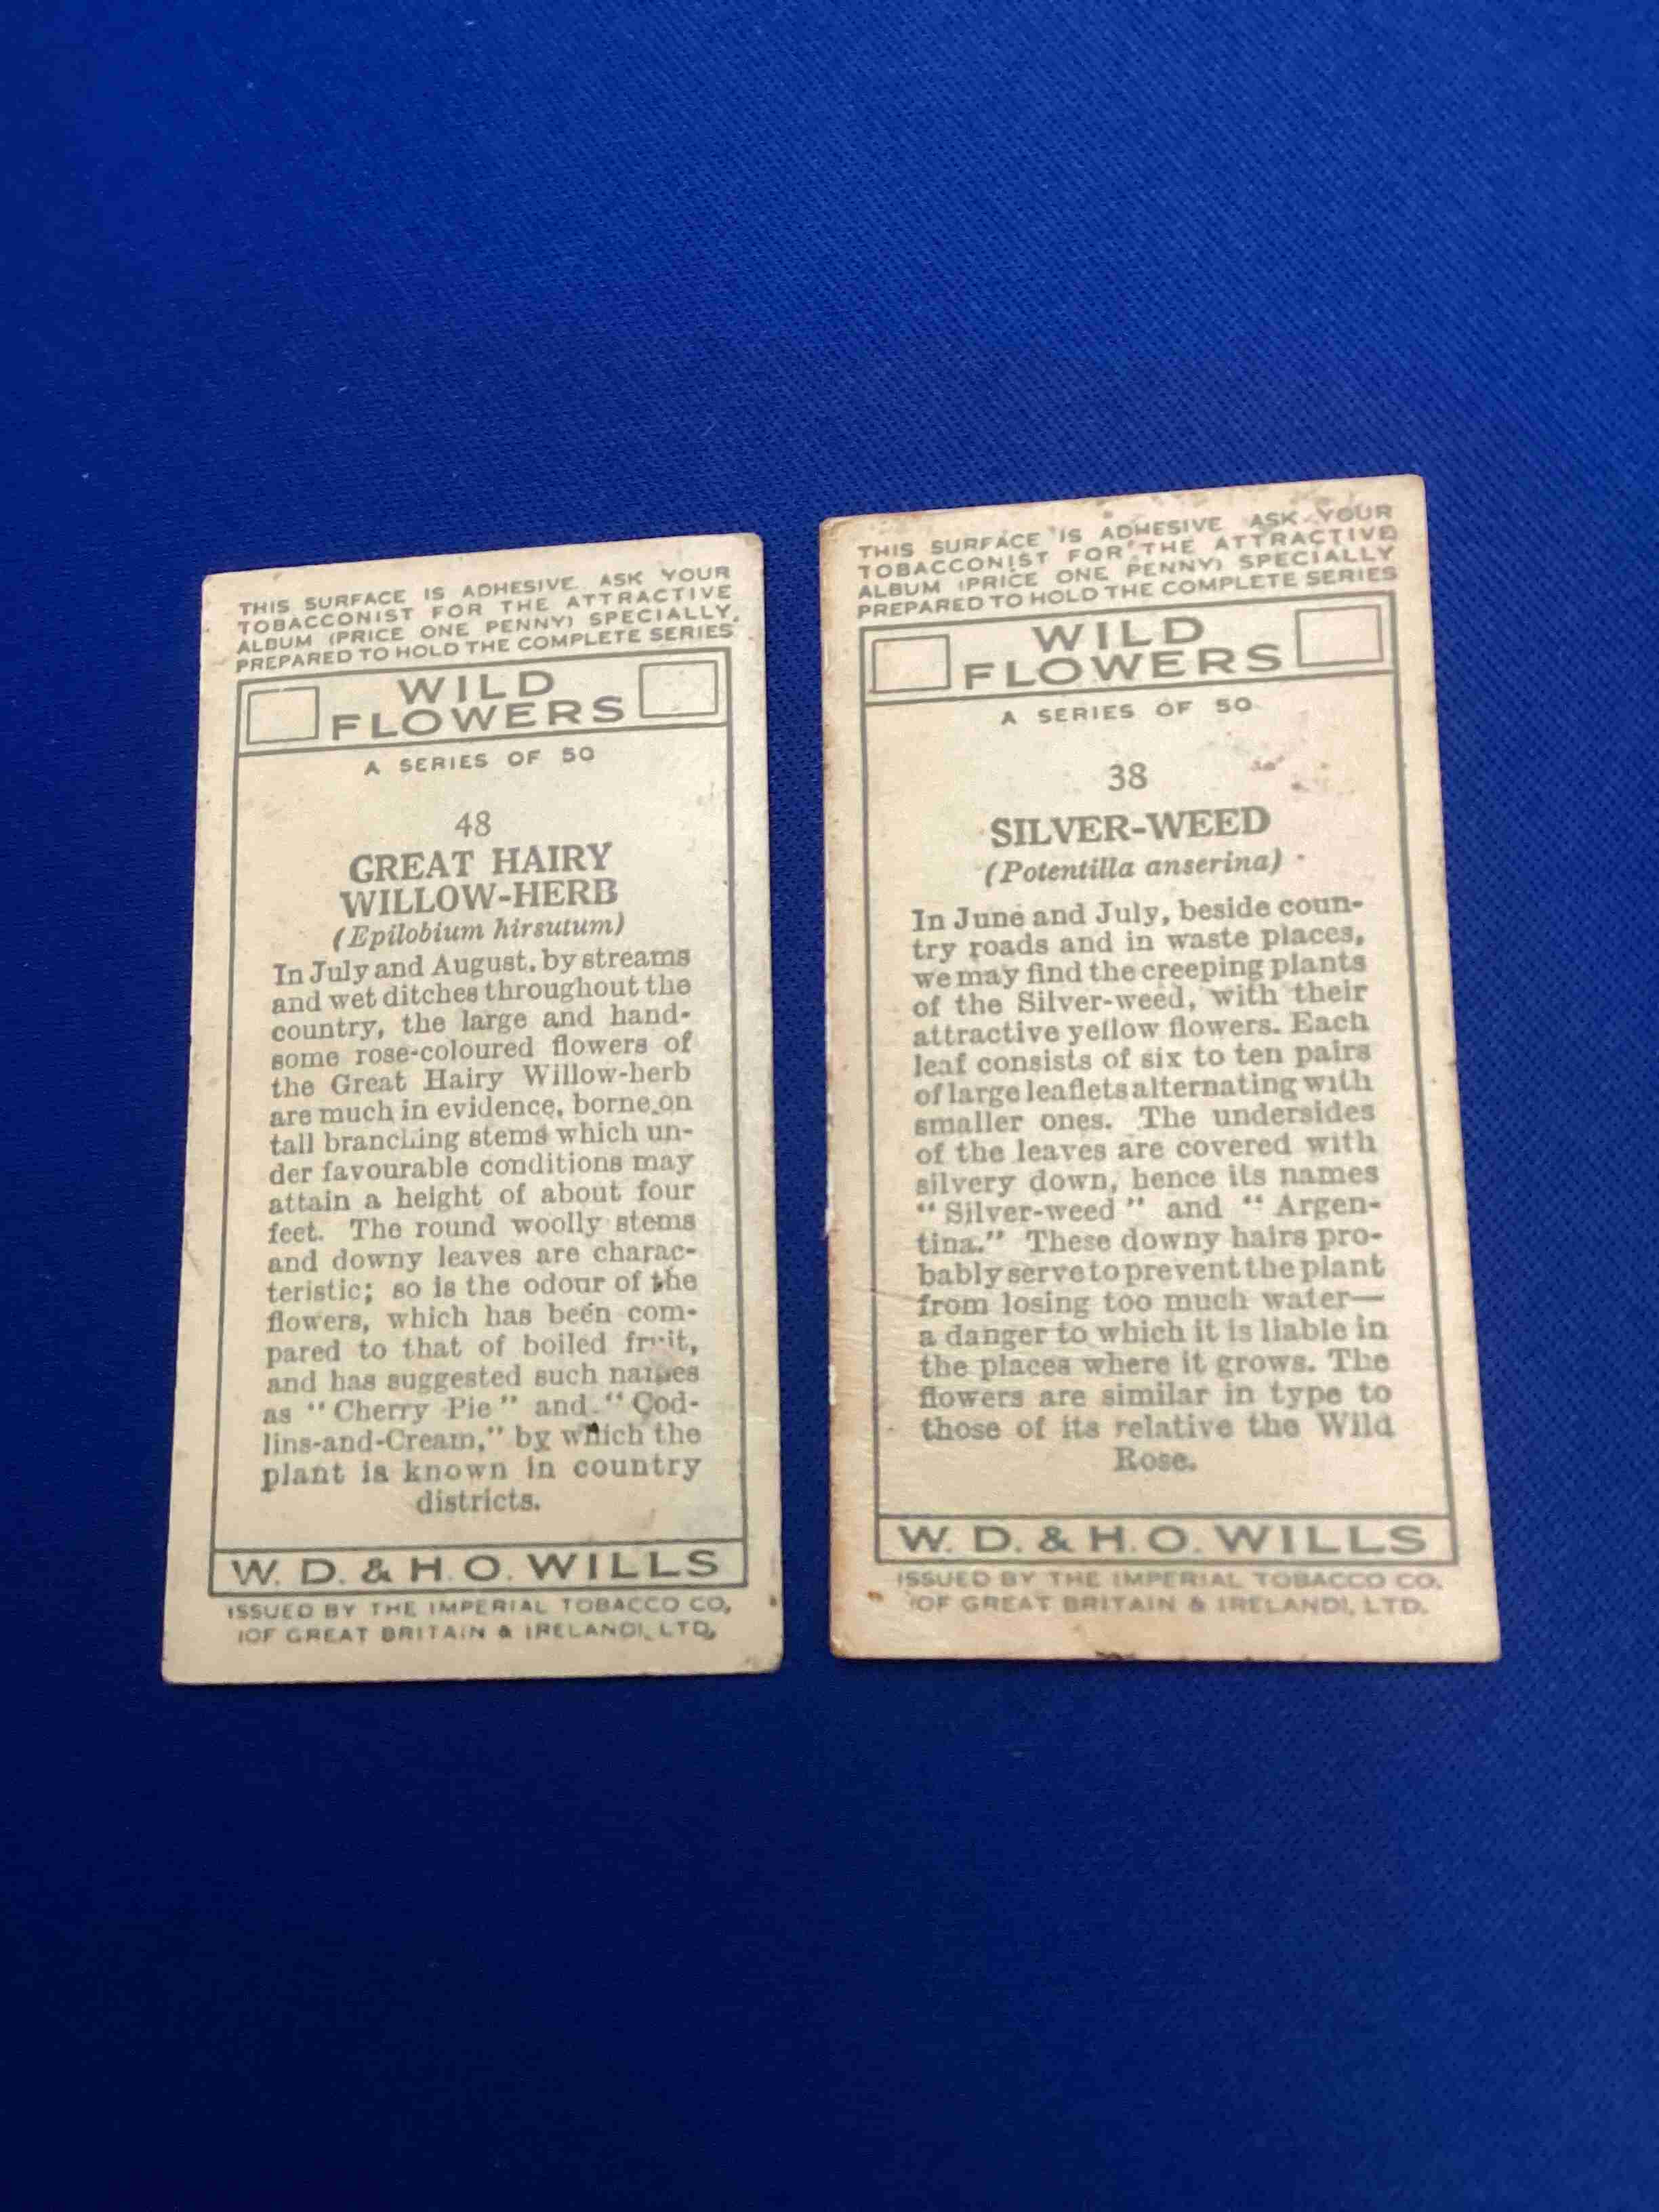 THIS SURFACE IS ADHESIVE. ASK YOUR
TOBACCONIST FOR THE ATTRACTIVE
ALBUM (PRICE ONE PENNY) SPECIALLY
PREPARED TO HOLD THE COMPLETE SERIES
WILD
FLOWERS
A SERIES OF 50
48
GREAT HAIRY
WILLOW-HERB
(Epilobium hirsutum)
In July and August, by streams
and wet ditches throughout the
country, the large and hand-
some rose-coloured flowers of
the Great Hairy Willow-herb
are much in evidence, borne on
tall branching stems which un-
der favourable conditions may
attain a height of about four
feet. The round woolly stems
and downy leaves are charac-
teristic; so is the odour of the
flowers, which has been com-
pared to that of boiled fruit,
and has suggested such names
as "Cherry Pie" and "Cod-
lins-and-Cream," by which the
plant is known in country
districts.
W. D. & H. O. WILLS
ISSUED BY THE IMPERIAL TOBACCO CO.
(OF GREAT BRITAIN & IRELAND), LTD.
THIS SURFACE IS ADHESIVE ASK YOUR
TOBACCONIST FOR THE ATTRACTIVE
ALBUM (PRICE ONE PENNY) SPECIALLY
PREPARED TO HOLD THE COMPLETE SERIES
WILD
FLOWERS
A SERIES OF 50
38
SILVER-WEED
(Potentilla anserina)
In June and July, beside coun-
try roads and in waste places,
we may find the creeping plants
of the Silver-weed, with their
attractive yellow flowers. Each
leaf consists of six to ten pairs
of large leaflets alternating with
smaller ones. The undersides
of the leaves are covered with
silvery down, hence its names
"Silver-weed" and "Argen-
tina." These downy hairs pro-
bably serve to prevent the plant
from losing too much water—
a danger to which it is liable in
the places where it grows. The
flowers are similar in type to
those of its relative the Wild
Rose.
W. D. & H. O. WILLS
ISSUED BY THE IMPERIAL TOBACCO CO.
(OF GREAT BRITAIN & IRELAND), LTD.